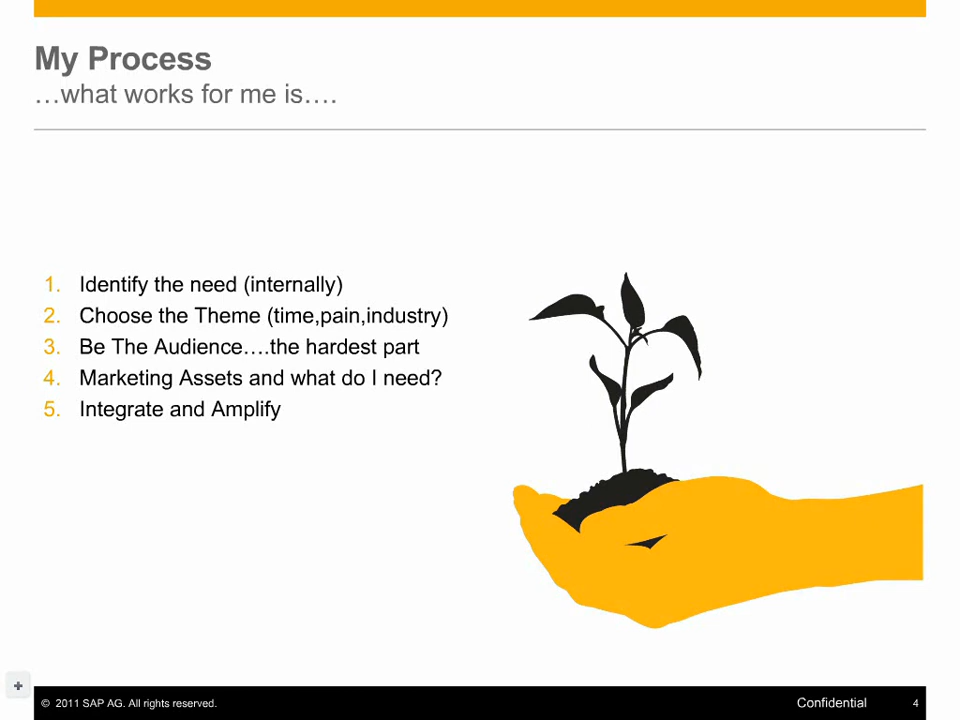 My Process
…what works for me is….
1. Identify the need (internally)
2. Choose the Theme (time,pain,industry)
3. Be The Audience….the hardest part
4. Marketing Assets and what do I need?
5. Integrate and Amplify
© 2011 SAP AG. All rights reserved. Confidential 4